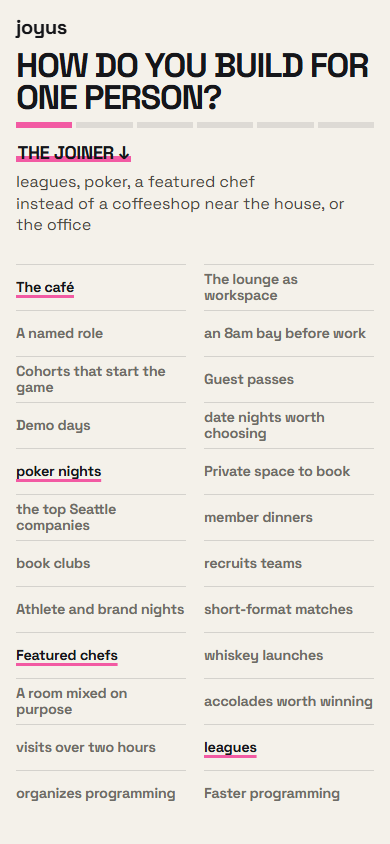 joyus
HOW DO YOU BUILD FOR
ONE PERSON?
THE JOINER ↓
leagues, poker, a featured chef
instead of a coffeeshop near the house, or
the office
The café
The lounge as
workspace
A named role
an 8am bay before work
Cohorts that start the
game
Guest passes
Demo days
date nights worth
choosing
poker nights
Private space to book
the top Seattle
companies
member dinners
book clubs
recruits teams
Athlete and brand nights
short-format matches
Featured chefs
whiskey launches
A room mixed on
purpose
accolades worth winning
visits over two hours
leagues
organizes programming
Faster programming